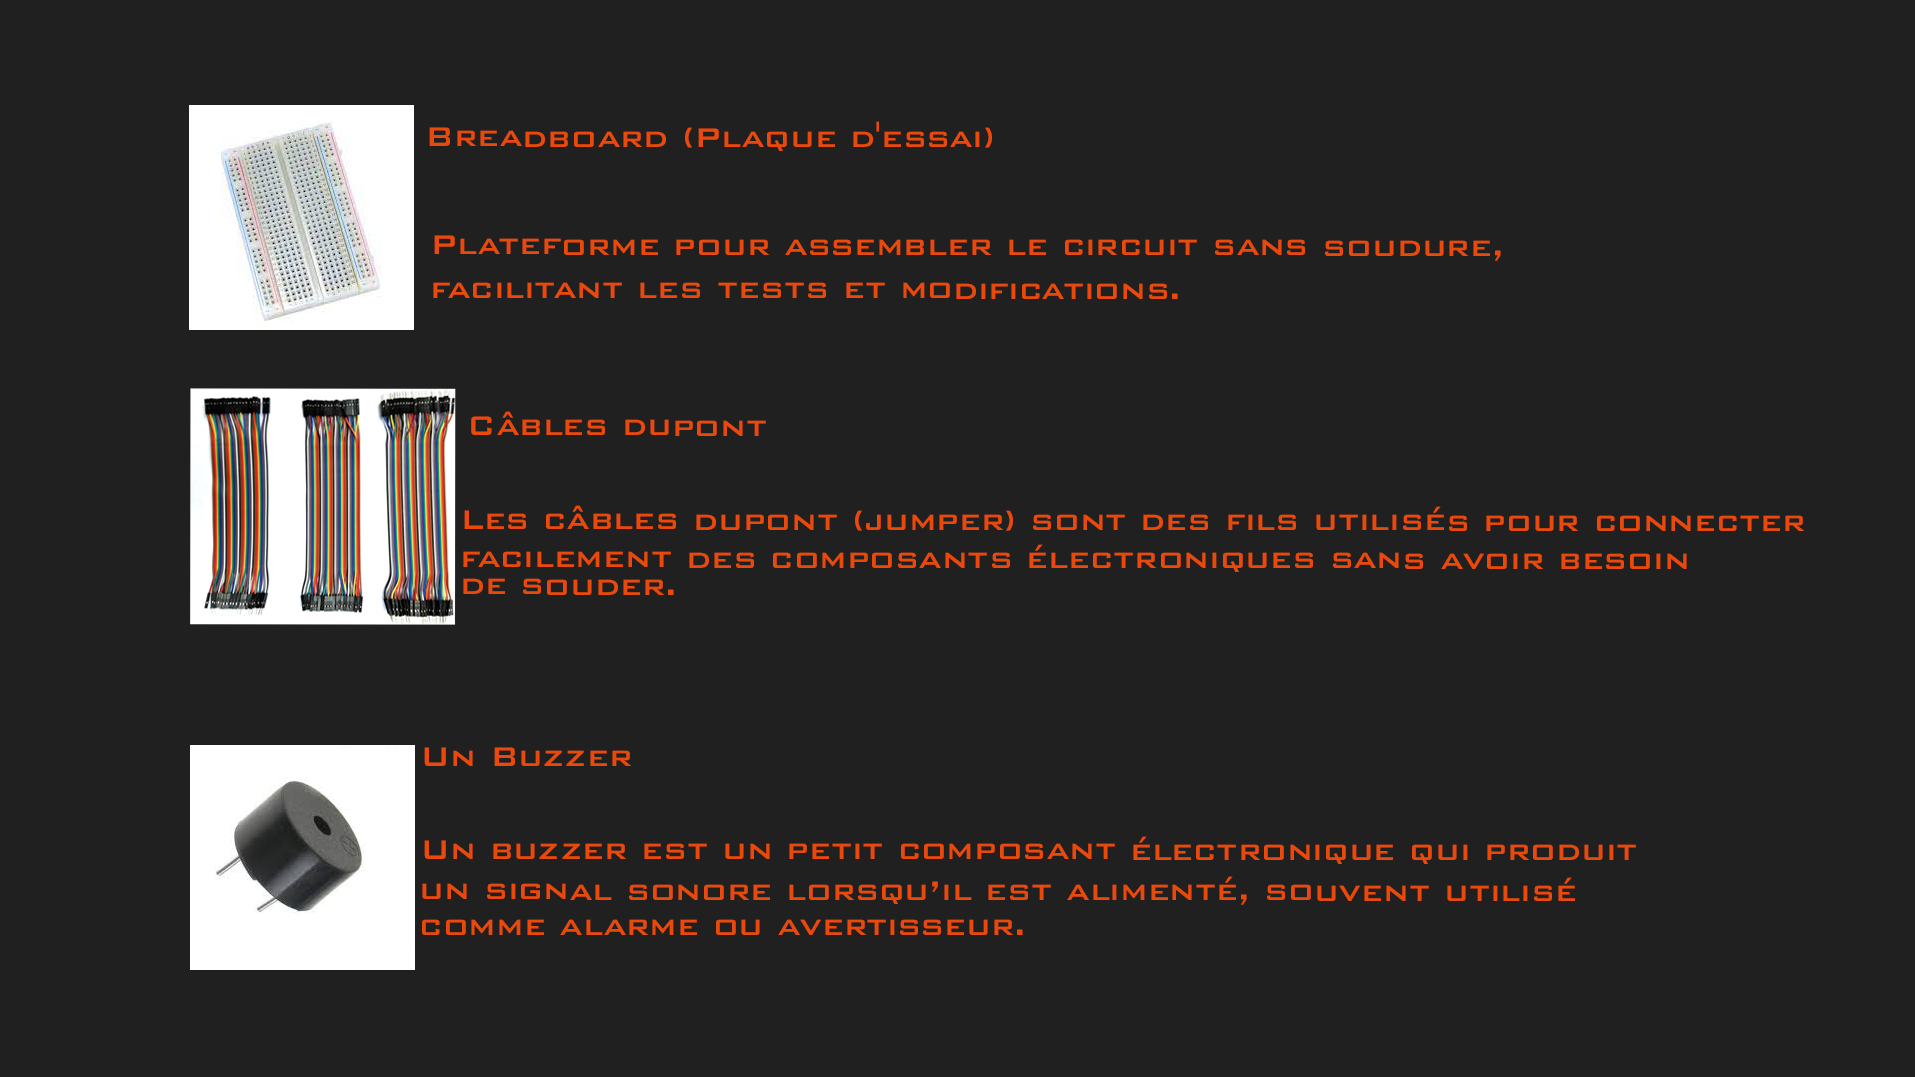 Breadboard (Plaque d'essai)
Plateforme pour assembler le circuit sans soudure,
facilitant les tests et modifications.
Câbles dupont
Les câbles dupont (jumper) sont des fils utilisés pour connecter
facilement des composants électroniques sans avoir besoin
de souder.
Un Buzzer
Un buzzer est un petit composant électronique qui produit
un signal sonore lorsqu’il est alimenté, souvent utilisé
comme alarme ou avertisseur.